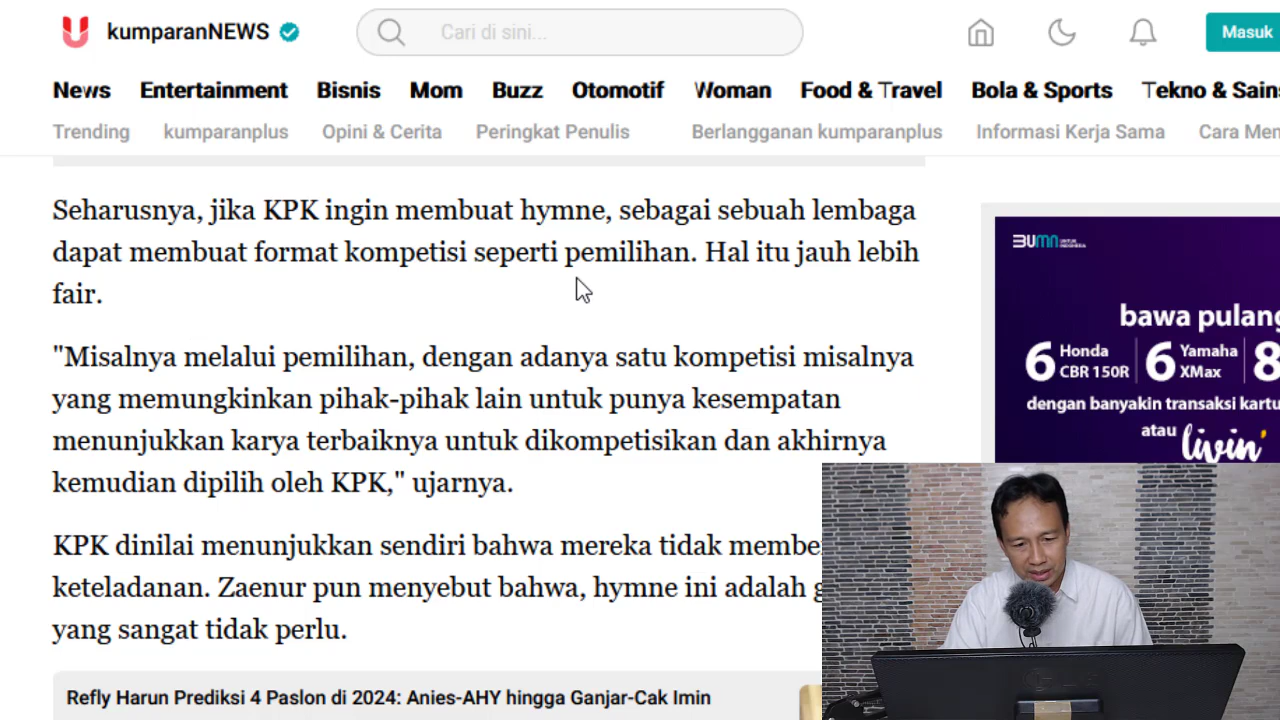 kumparanNEWS
Cari di sini...
Masuk
News Entertainment Bisnis Mom Buzz Otomotif Woman Food & Travel Bola & Sports Tekno &
Trending kumparanplus Opini & Cerita Peringkat Penulis Berlangganan kumparanplus Informasi Kerja Sama Cara
Seharusnya, jika KPK ingin membuat hymne, sebagai sebuah lembaga
dapat membuat format kompetisi seperti pemilihan. Hal itu jauh lebih
fair.
"Misalnya melalui pemilihan, dengan adanya satu kompetisi misalnya
yang memungkinkan pihak-pihak lain untuk punya kesempatan
menunjukkan karya terbaiknya untuk dikompetisikan dan akhirnya
kemudian dipilih oleh KPK," ujarnya.
KPK dinilai menunjukkan sendiri bahwa mereka tidak
keteladanan. Zaenur pun menyebut bahwa, hymne ini adalah
yang sangat tidak perlu.
Refly Harun Prediksi 4 Paslon di 2024: Anies-AHY hingga Ganjar-Cak Imin
BUMN UNTUK INDONESIA
bawa pulang
6 Honda CBR 150R 6 Yamaha XMax 8
dengan banyakin transaksi
atau livin'